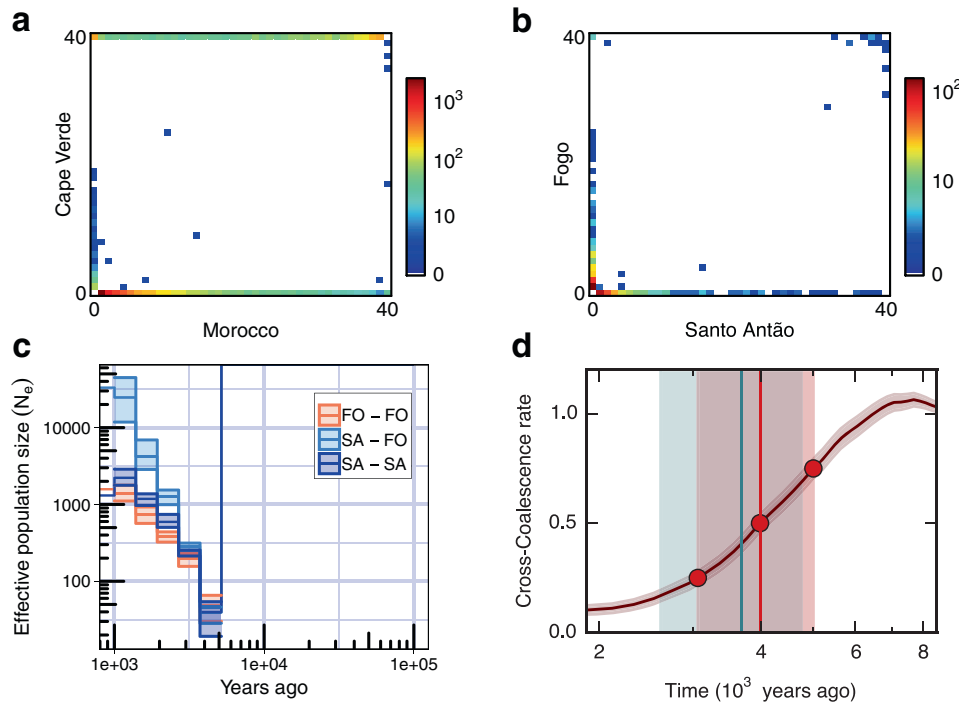 a
40
Cape Verde
0
0
40
Morocco
10³
10²
10
0
b
40
Fogo
0
0
40
Santo Antão
10²
10
0
c
Effective population size (Nₑ)
10000
1000
100
FO – FO
SA – FO
SA – SA
1e+03
1e+04
1e+05
Years ago
d
Cross-Coalescence rate
1.0
0.5
0.0
2
4
6
8
Time (10³ years ago)